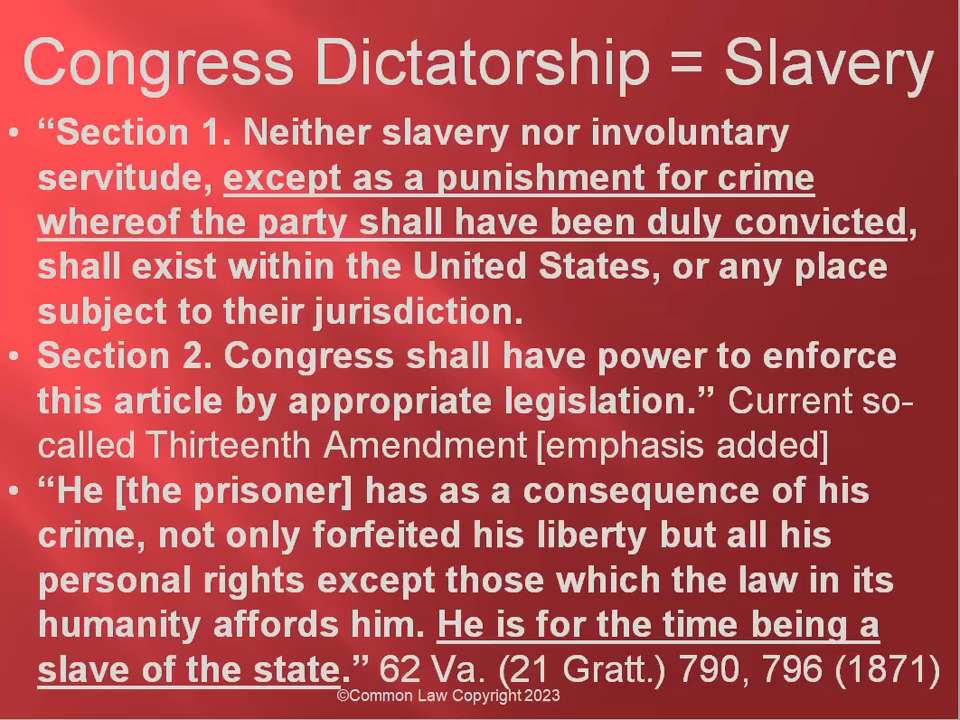 Congress Dictatorship = Slavery
• “Section 1. Neither slavery nor involuntary
servitude, except as a punishment for crime
whereof the party shall have been duly convicted,
shall exist within the United States, or any place
subject to their jurisdiction.
• Section 2. Congress shall have power to enforce
this article by appropriate legislation.” Current so-
called Thirteenth Amendment [emphasis added]
• “He [the prisoner] has as a consequence of his
crime, not only forfeited his liberty but all his
personal rights except those which the law in its
humanity affords him. He is for the time being a
slave of the state.” 62 Va. (21 Gratt.) 790, 796 (1871)
©Common Law Copyright 2023